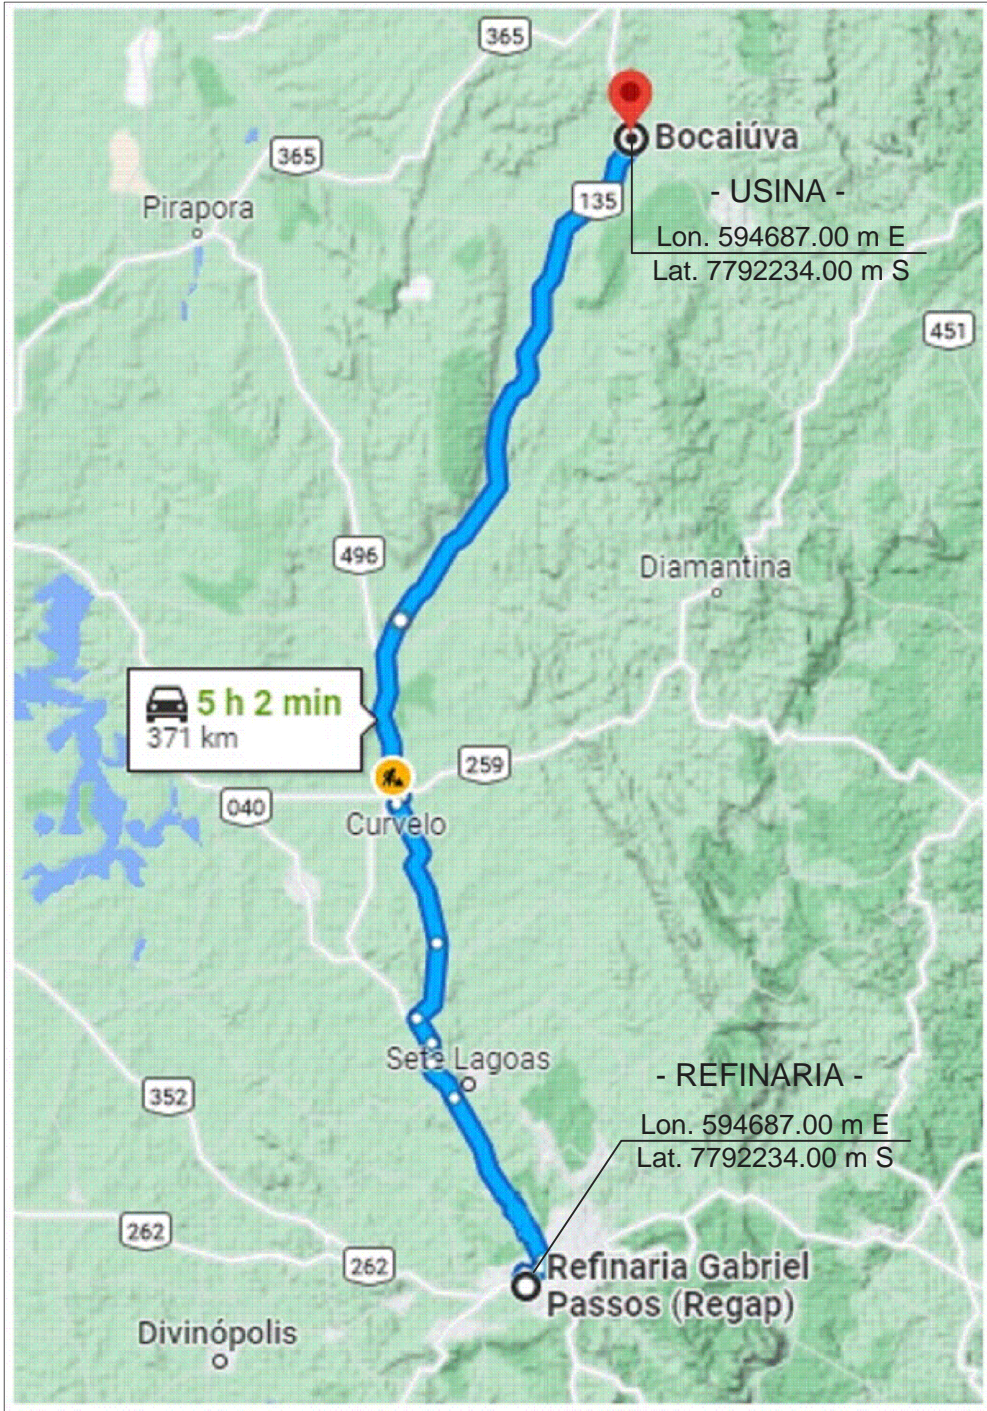 365
Bocaiúva
365
- USINA -
135
Pirapora
Lon. 594687.00 m E
Lat. 7792234.00 m S
451
496
Diamantina
5 h 2 min
371 km
259
040
Curvelo
Sete Lagoas
- REFINARIA -
352
Lon. 594687.00 m E
Lat. 7792234.00 m S
262
262
Refinaria Gabriel
Passos (Regap)
Divinópolis